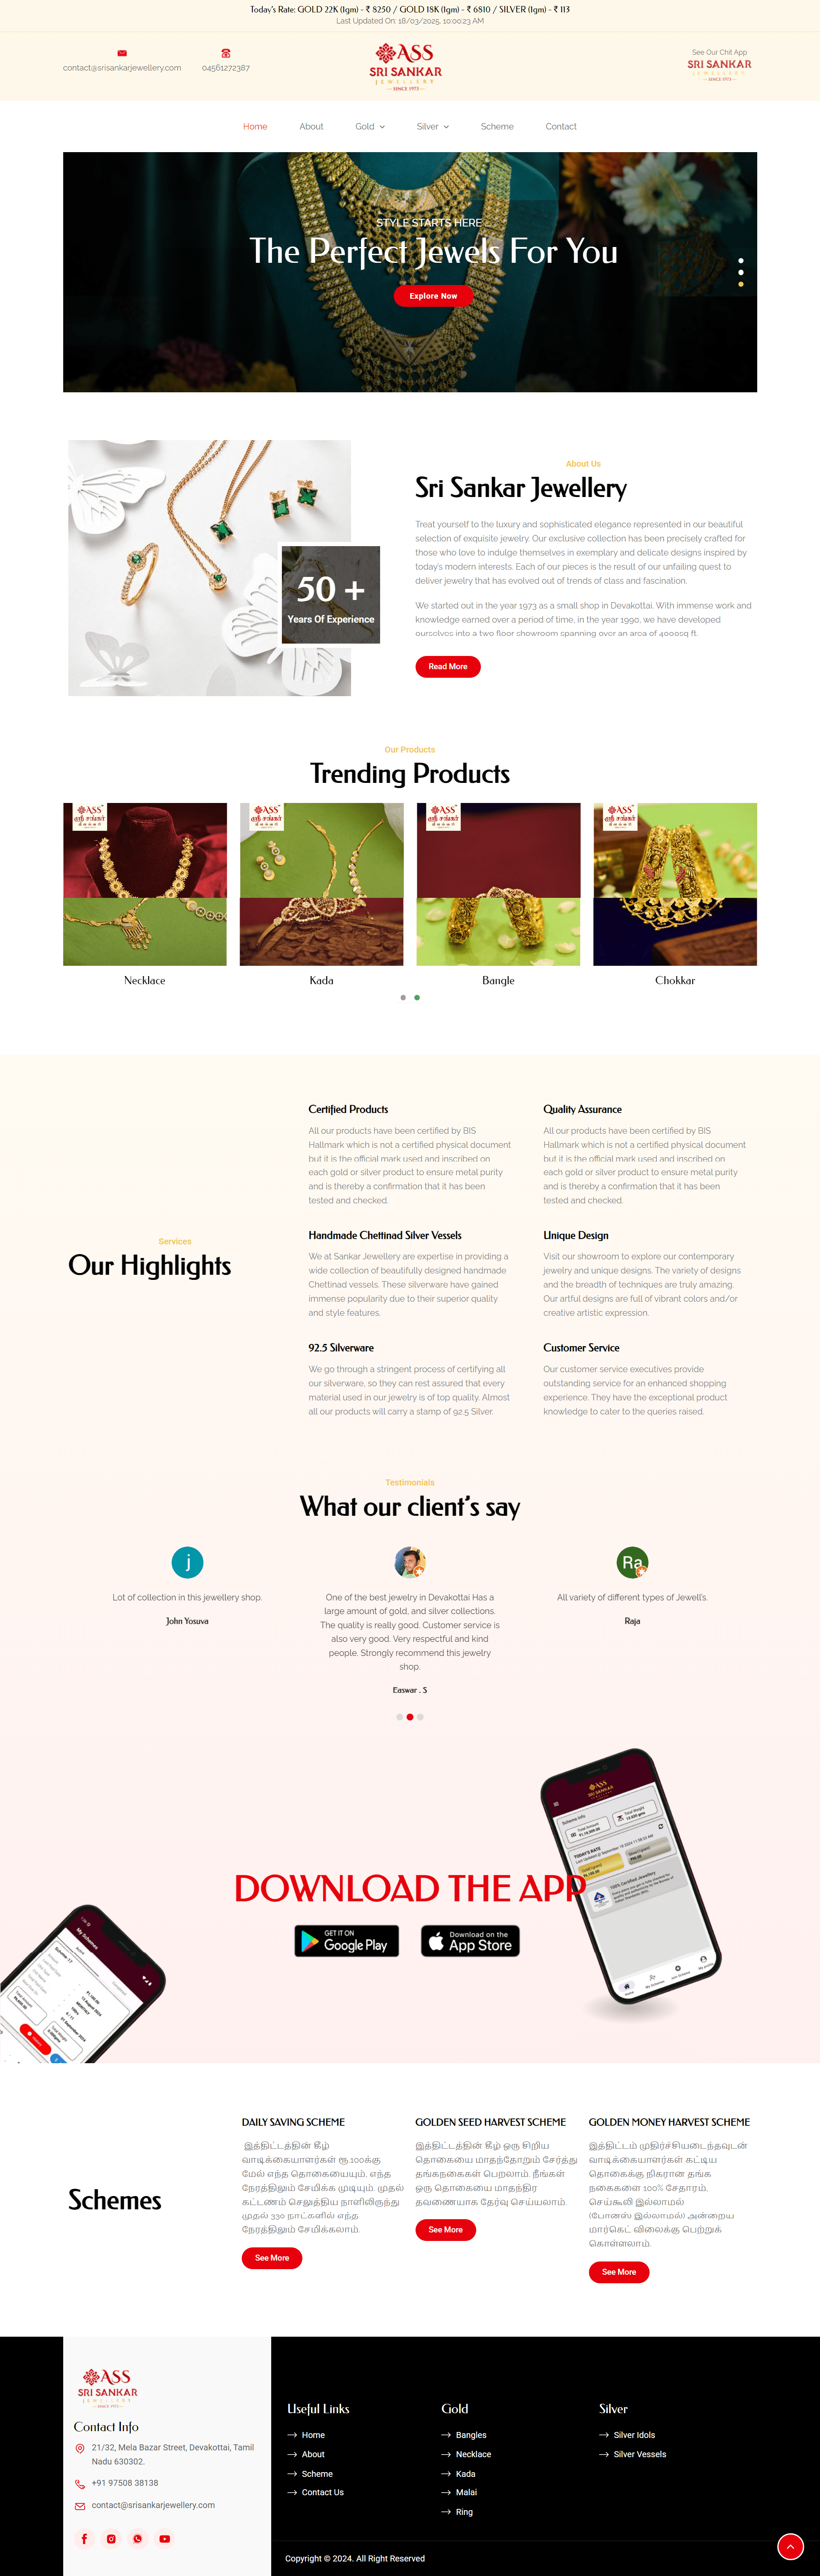 Today's Rate: GOLD 22K (1gm) - ₹ 8250 / GOLD 18K (1gm) - ₹ 6810 / SILVER (1gm) - ₹ 113
Last Updated On: 18/03/2025, 10:00:23 AM
contact@srisankarjewellery.com
04561272387
ASS
SRI SANKAR
JEWELLERY
SINCE 1973
See Our Chit App
SRI SANKAR
JEWELLERY
SINCE 1973
Home
About
Gold
Silver
Scheme
Contact
STYLE STARTS HERE
The Perfect Jewels For You
Explore Now
About Us
Sri Sankar Jewellery
Treat yourself to the luxury and sophisticated elegance represented in our beautiful
selection of exquisite jewelry. Our exclusive collection has been precisely crafted for
those who love to indulge themselves in exemplary and delicate designs inspired by
today's modern interests. Each of our pieces is the result of our unfailing quest to
deliver jewelry that has evolved out of trends of class and fascination.
We started out in the year 1973 as a small shop in Devakottai. With immense work and
knowledge earned over a period of time, in the year 1990, we have developed
ourselves into a two floor showroom spanning over an area of 4000sq ft.
50 +
Years Of Experience
Read More
Our Products
Trending Products
ASS
ஸ்ரீ சங்கர்
ASS
ஸ்ரீ சங்கர்
ASS
ஸ்ரீ சங்கர்
ASS
ஸ்ரீ சங்கர்
Necklace
Kada
Bangle
Chokkar
Services
Our Highlights
Certified Products
All our products have been certified by BIS
Hallmark which is not a certified physical document
but it is the official mark used and inscribed on
each gold or silver product to ensure metal purity
and is thereby a confirmation that it has been
tested and checked.
Quality Assurance
All our products have been certified by BIS
Hallmark which is not a certified physical document
but it is the official mark used and inscribed on
each gold or silver product to ensure metal purity
and is thereby a confirmation that it has been
tested and checked.
Handmade Chettinad Silver Vessels
We at Sankar Jewellery are expertise in providing a
wide collection of beautifully designed handmade
Chettinad vessels. These silverware have gained
immense popularity due to their superior quality
and style features.
Unique Design
Visit our showroom to explore our contemporary
jewelry and unique designs. The variety of designs
and the breadth of techniques are truly amazing.
Our artful designs are full of vibrant colors and/or
creative artistic expression.
92.5 Silverware
We go through a stringent process of certifying all
our silverware, so they can rest assured that every
material used in our jewelry is of top quality. Almost
all our products will carry a stamp of 92.5 Silver.
Customer Service
Our customer service executives provide
outstanding service for an enhanced shopping
experience. They have the exceptional product
knowledge to cater to the queries raised.
Testimonials
What our client's say
j
Lot of collection in this jewellery shop.
John Yosuva
One of the best jewelry in Devakottai Has a
large amount of gold, and silver collections.
The quality is really good. Customer service is
also very good. Very respectful and kind
people. Strongly recommend this jewelry
shop.
Easwar . S
Ra
All variety of different types of Jewell's.
Raja
DOWNLOAD THE APP
GET IT ON
Google Play
Download on the
App Store
My Schemes
ASS
SRI SANKAR
Scheme Info
Total Amount
Total Weight
TODAY'S RATE
100% Certified Jewellery
Schemes
DAILY SAVING SCHEME
இத்திட்டத்தின் கீழ்
வாடிக்கையாளர்கள் ரூ.100க்கு
மேல் எந்த தொகையையும், எந்த
நேரத்திலும் சேமிக்க முடியும். முதல்
கட்டணம் செலுத்திய நாளிலிருந்து
முதல் 330 நாட்களில் எந்த
நேரத்திலும் சேமிக்கலாம்.
See More
GOLDEN SEED HARVEST SCHEME
இத்திட்டத்தின் கீழ் ஒரு சிறிய
தொகையை மாதந்தோறும் சேர்த்து
தங்கநகைகள் பெறலாம். நீங்கள்
ஒரு தொகையை மாதந்திர
தவணையாக தேர்வு செய்யலாம்.
See More
GOLDEN MONEY HARVEST SCHEME
இத்திட்டம் முதிர்ச்சியடைந்தவுடன்
வாடிக்கையாளர்கள் கட்டிய
தொகைக்கு நிகரான தங்க
நகைகளை 100% சேதாரம்,
செய்கூலி இல்லாமல்
(போனஸ் இல்லாமல்) அன்றைய
மார்கெட் விலைக்கு பெற்றுக்
கொள்ளலாம்.
See More
ASS
SRI SANKAR
JEWELLERY
SINCE 1973
Contact Info
21/32, Mela Bazar Street, Devakottai, Tamil
Nadu 630302.
+91 97508 38138
contact@srisankarjewellery.com
Useful Links
Home
About
Scheme
Contact Us
Gold
Bangles
Necklace
Kada
Malai
Ring
Silver
Silver Idols
Silver Vessels
Copyright © 2024. All Right Reserved